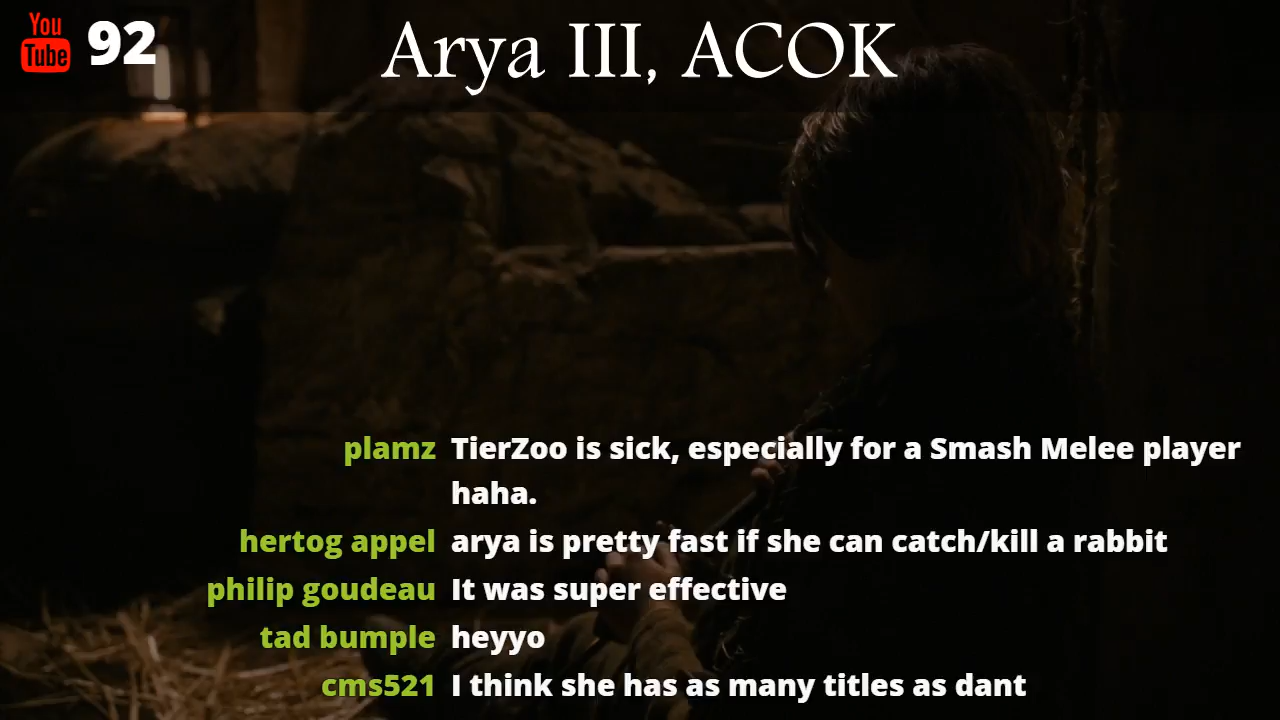 You
Tube 92
Arya III, ACOK
plamz TierZoo is sick, especially for a Smash Melee player
haha.
hertog appel arya is pretty fast if she can catch/kill a rabbit
philip goudeau It was super effective
tad bumple heyyo
cms521 I think she has as many titles as dant